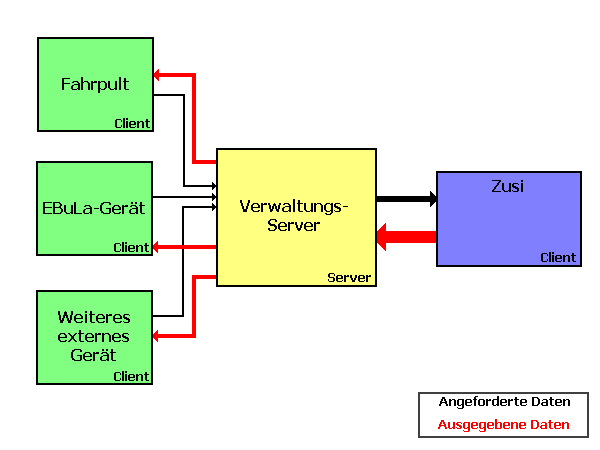 Fahrpult
Client
EBuLa-Gerät
Client
Weiteres
externes
Gerät
Client
Verwaltungs-
Server
Server
Zusi
Client
Angeforderte Daten
Ausgegebene Daten